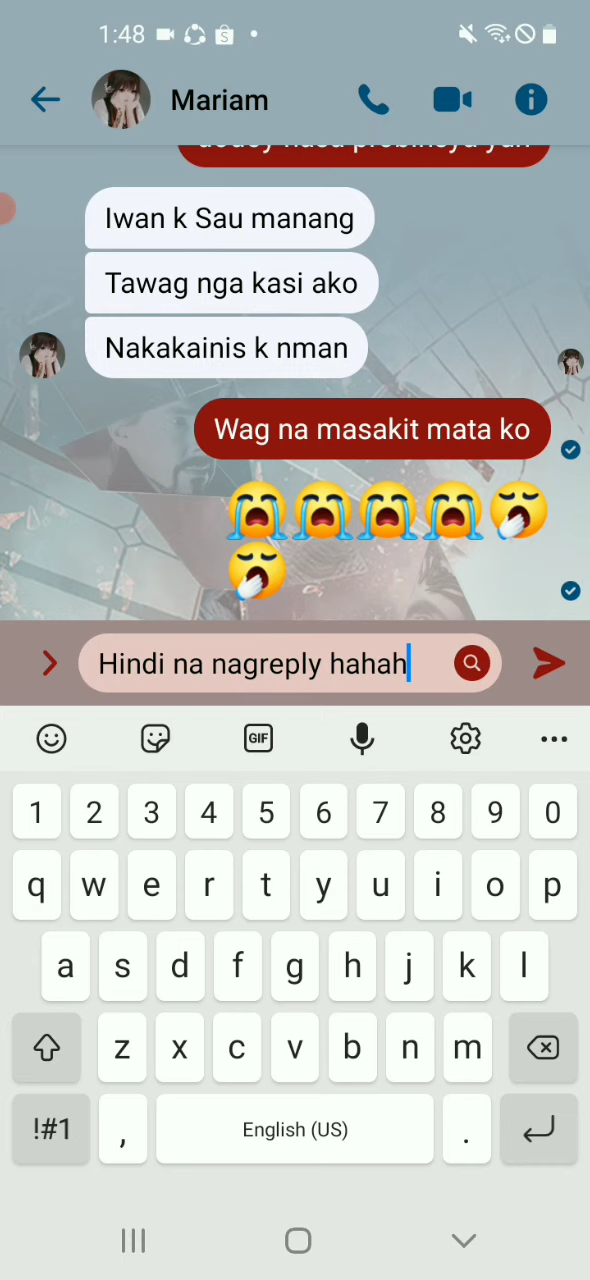 1:48
Mariam
Iwan k Sau manang
Tawag nga kasi ako
Nakakainis k nman
Wag na masakit mata ko
Hindi na nagreply hahah
GIF
1 2 3 4 5 6 7 8 9 0
q w e r t y u i o p
a s d f g h j k l
z x c v b n m
!#1 , English (US) .